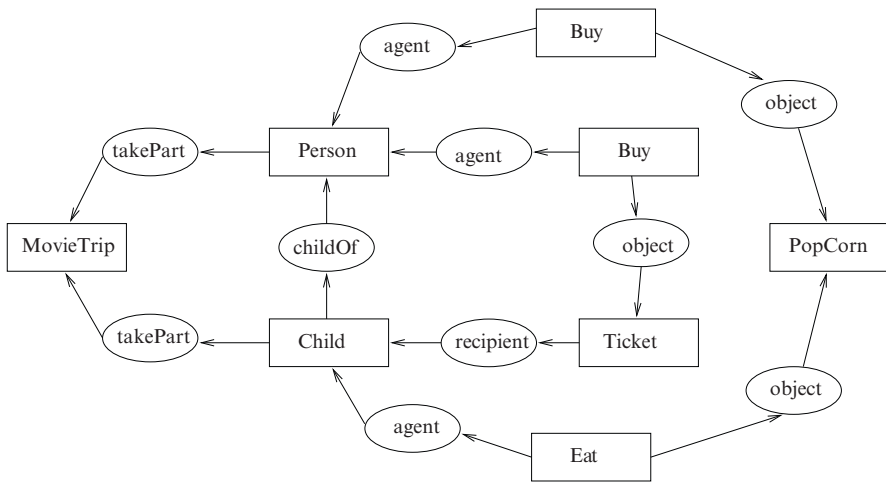 Buy
agent
object
takePart
Person
agent
Buy
MovieTrip
childOf
object
PopCorn
takePart
Child
recipient
Ticket
object
agent
Eat